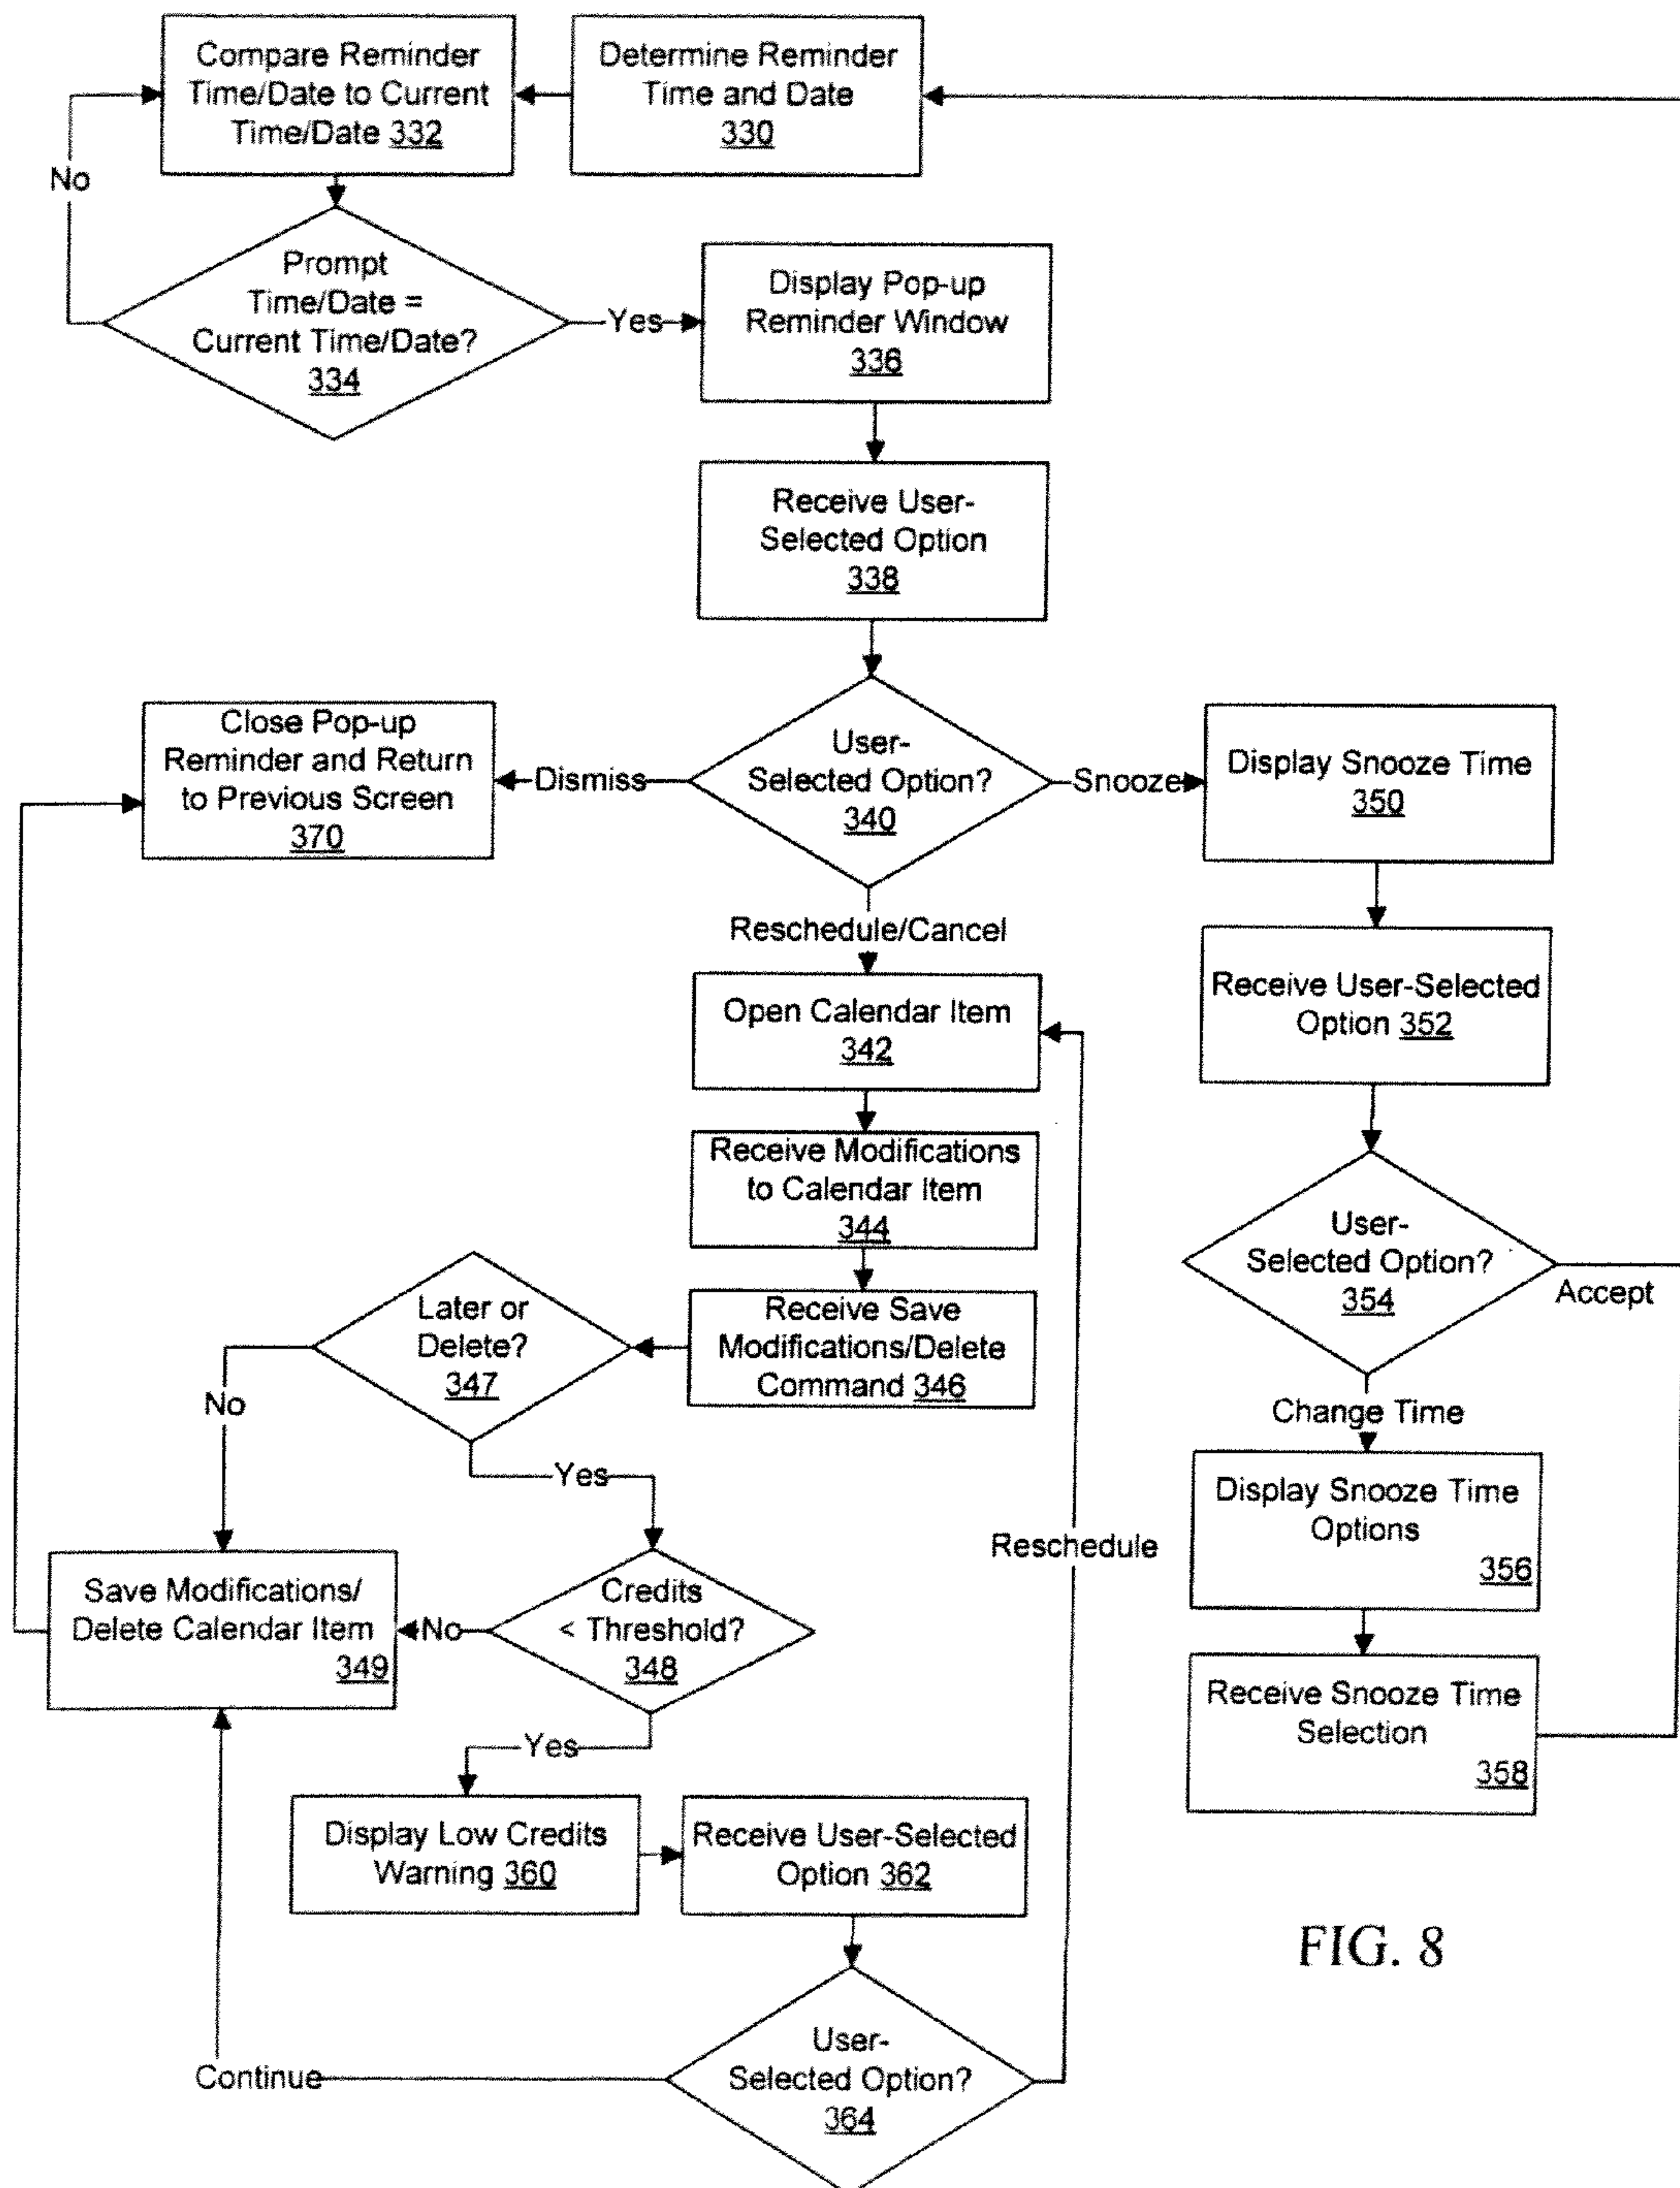 Compare Reminder
Time/Date to Current
Time/Date 332
Determine Reminder
Time and Date
330
No
Prompt
Time/Date =
Current Time/Date?
334
Yes
Display Pop-up
Reminder Window
336
Receive User-
Selected Option
338
Close Pop-up
Reminder and Return
to Previous Screen
370
Dismiss
User-
Selected Option?
340
Snooze
Display Snooze Time
350
Reschedule/Cancel
Receive User-Selected
Option 352
Open Calendar Item
342
Receive Modifications
to Calendar Item
344
User-
Selected Option?
354
Accept
Later or
Delete?
347
Receive Save
Modifications/Delete
Command 346
No
Change Time
Yes
Display Snooze Time
Options
356
Reschedule
Save Modifications/
Delete Calendar Item
349
No
Credits
< Threshold?
348
Receive Snooze Time
Selection
358
Yes
Display Low Credits
Warning 360
Receive User-Selected
Option 362
FIG. 8
Continue
User-
Selected Option?
364